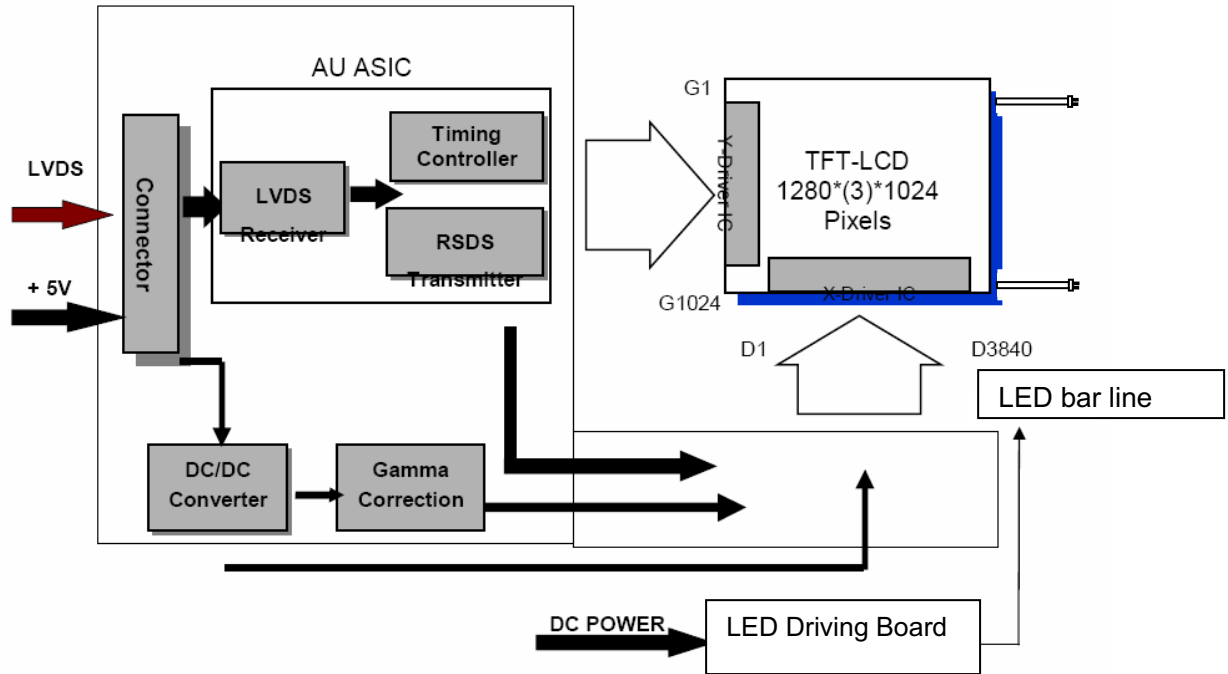 AU ASIC
G1
Timing
Controller
LVDS
Connector
LVDS
Receiver
RSDS
Transmitter
Y-Driver IC
TFT-LCD
1280*(3)*1024
Pixels
+ 5V
X-Driver IC
G1024
D1
D3840
LED bar line
DC/DC
Converter
Gamma
Correction
DC POWER
LED Driving Board